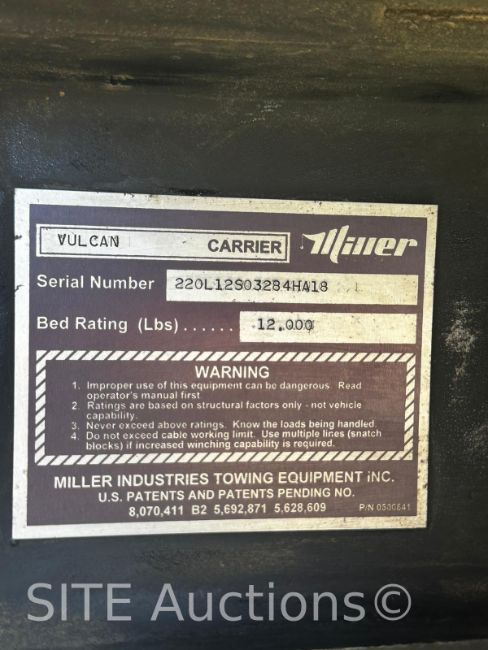 VULCAN CARRIER Miller
Serial Number 220L12S03284HA18
Bed Rating (Lbs)...... 12,000
WARNING
1. Improper use of this equipment can be dangerous. Read
operator's manual first
2. Ratings are based on structural factors only - not vehicle
capability.
3. Never exceed above ratings. Know the loads being handled.
4. Do not exceed cable working limit. Use multiple lines (snatch
blocks) if increased winching capability is required.
MILLER INDUSTRIES TOWING EQUIPMENT INC.
U.S. PATENTS AND PATENTS PENDING NO.
8,070,411 B2 5,692,871 5,628,609
P/N 0500641
SITE Auctions©